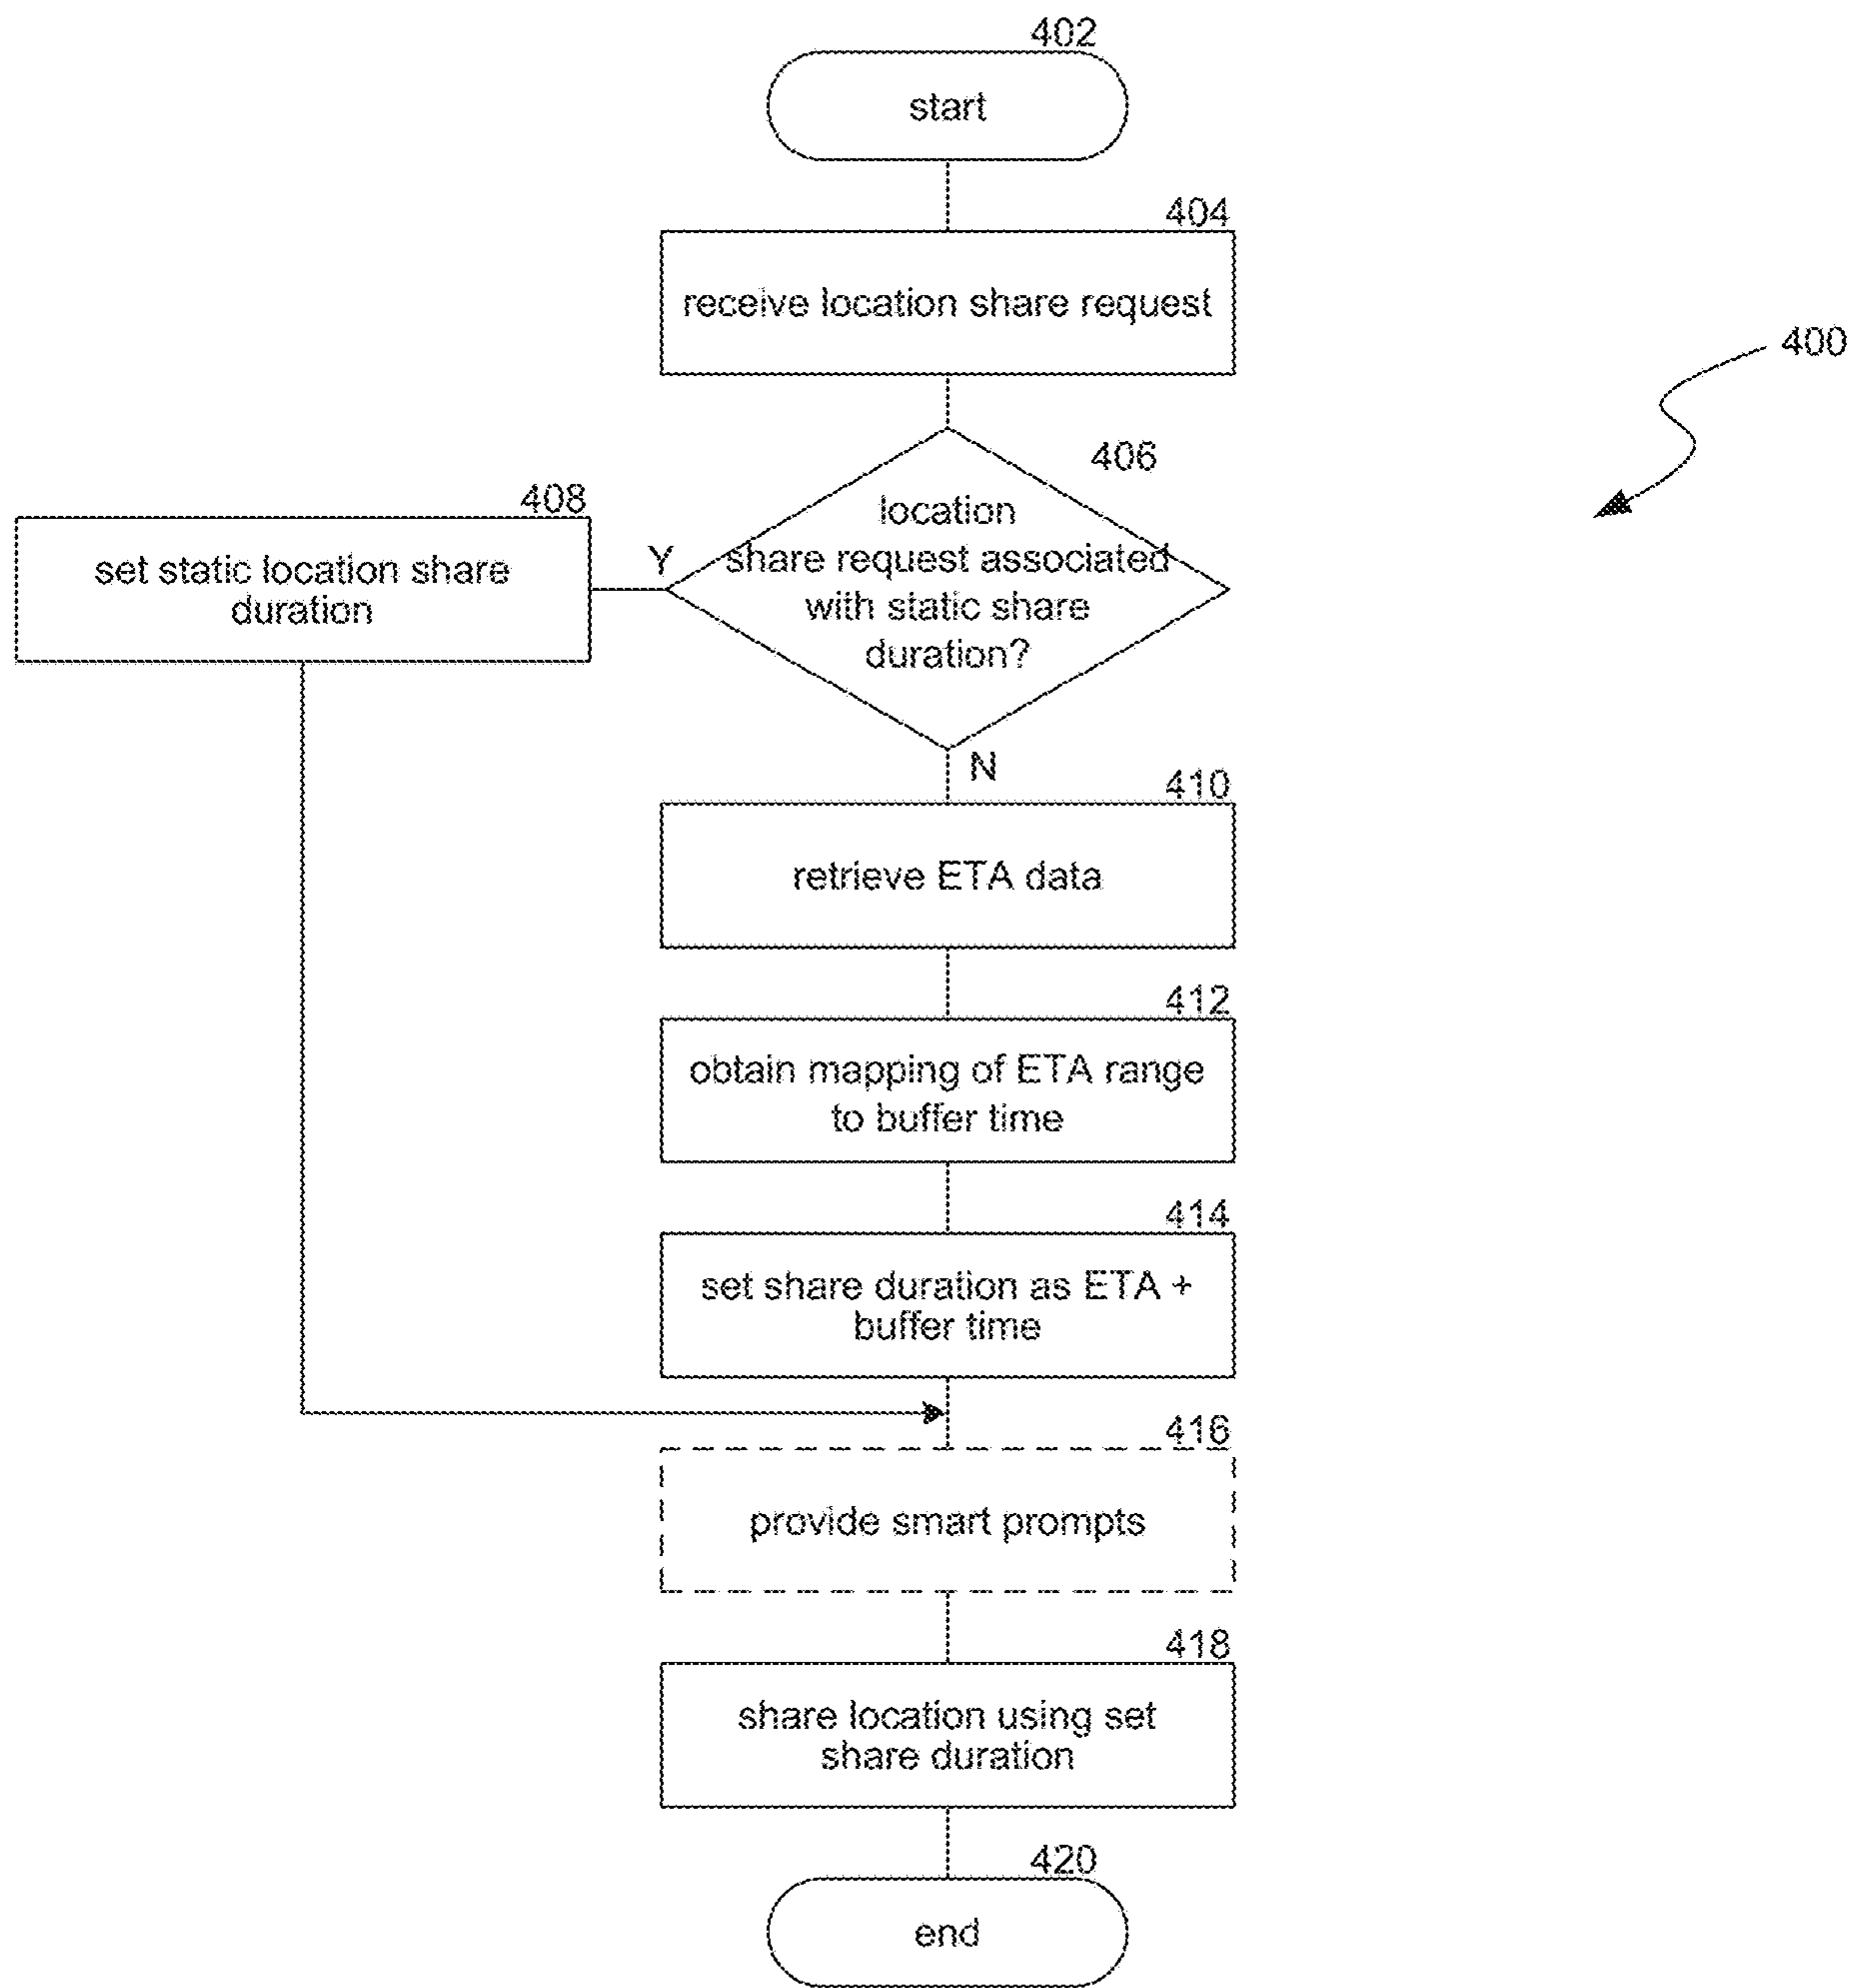 402
start
404
receive location share request
400
406
location
share request associated
with static share
duration?
408
set static location share
duration
Y
N
410
retrieve ETA data
412
obtain mapping of ETA range
to buffer time
414
set share duration as ETA +
buffer time
416
provide smart prompts
418
share location using set
share duration
420
end